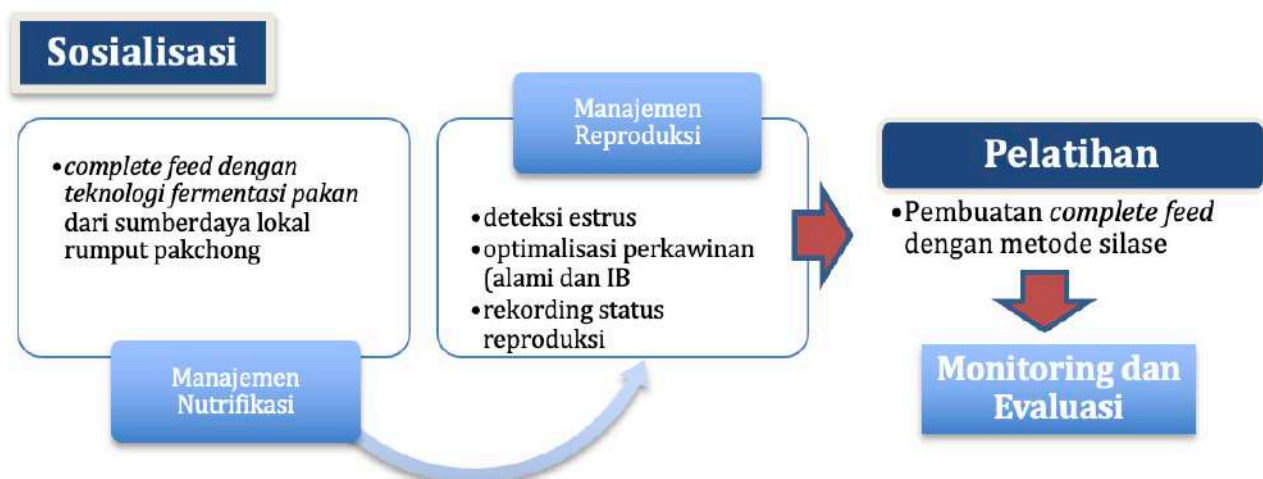 Sosialisasi
•complete feed dengan
teknologi fermentasi pakan
dari sumberdaya lokal
rumput pakchong
Manajemen
Nutrifikasi
Manajemen
Reproduksi
•deteksi estrus
•optimalisasi perkawinan
(alami dan IB
•rekording status
reproduksi
Pelatihan
•Pembuatan complete feed
dengan metode silase
Monitoring dan
Evaluasi